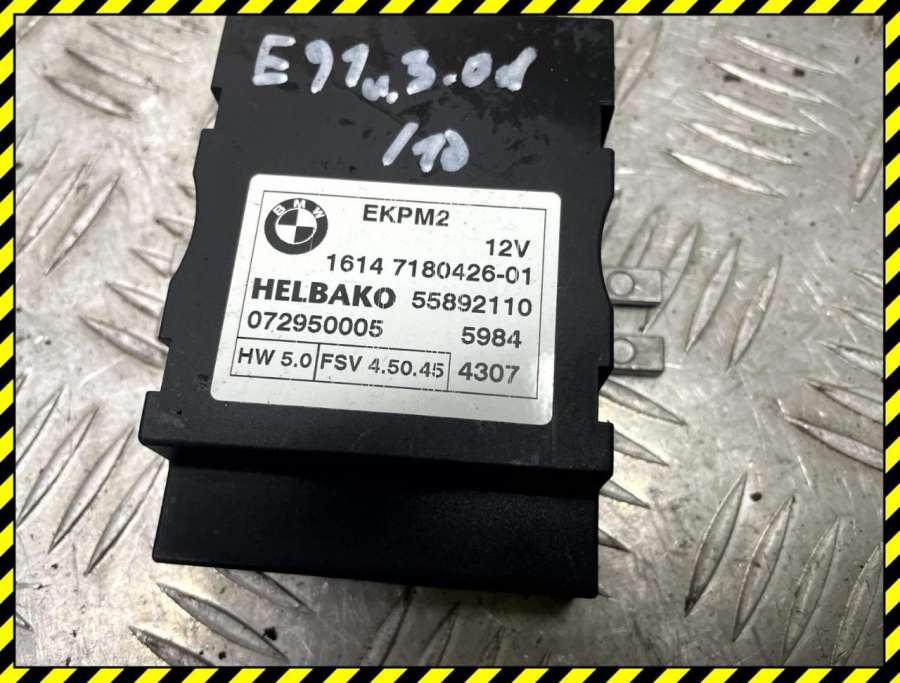 E91 u. 3.0d
/10
BMW
EKPM2
12V
1614 7180426-01
HELBAKO 55892110
072950005 5984
HW 5.0 FSV 4.50.45 4307